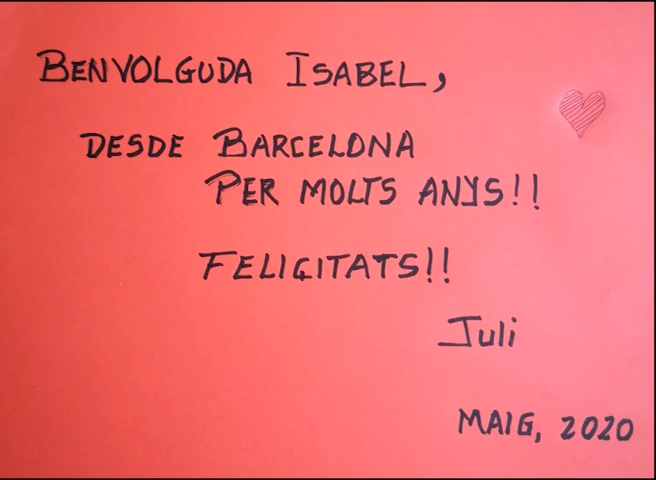 BENVOLGUDA ISABEL,
DESDE BARCELONA
PER MOLTS ANYS!!
FELICITATS!!
Juli
MAIG, 2020